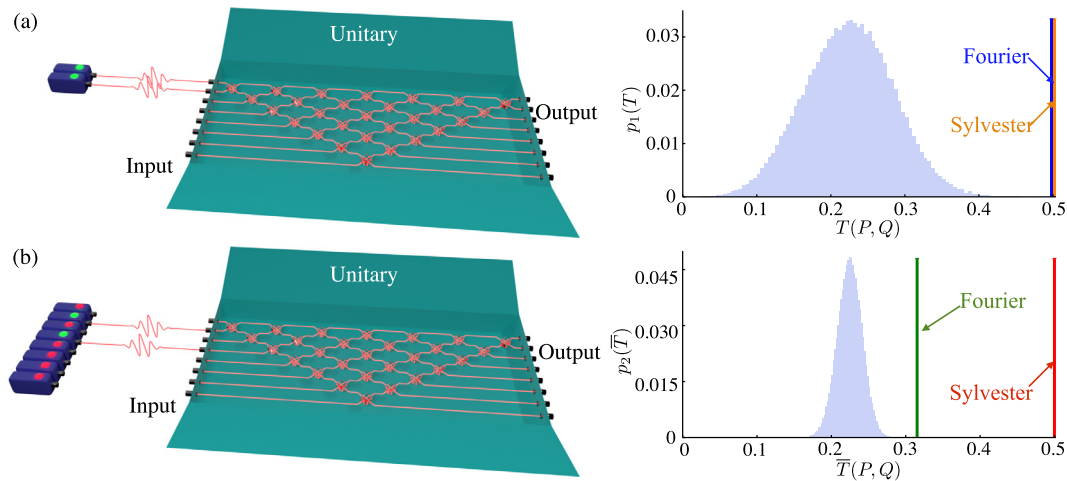 (a)
Unitary
Input
Output
p₁(T)
0.03
0.02
0.01
0
Fourier
Sylvester
0 0.1 0.2 0.3 0.4 0.5
T(P, Q)
(b)
Unitary
Input
Output
p₂(T̅)
0.045
0.03
0.015
0
Fourier
Sylvester
0 0.1 0.2 0.3 0.4 0.5
T̅(P, Q)